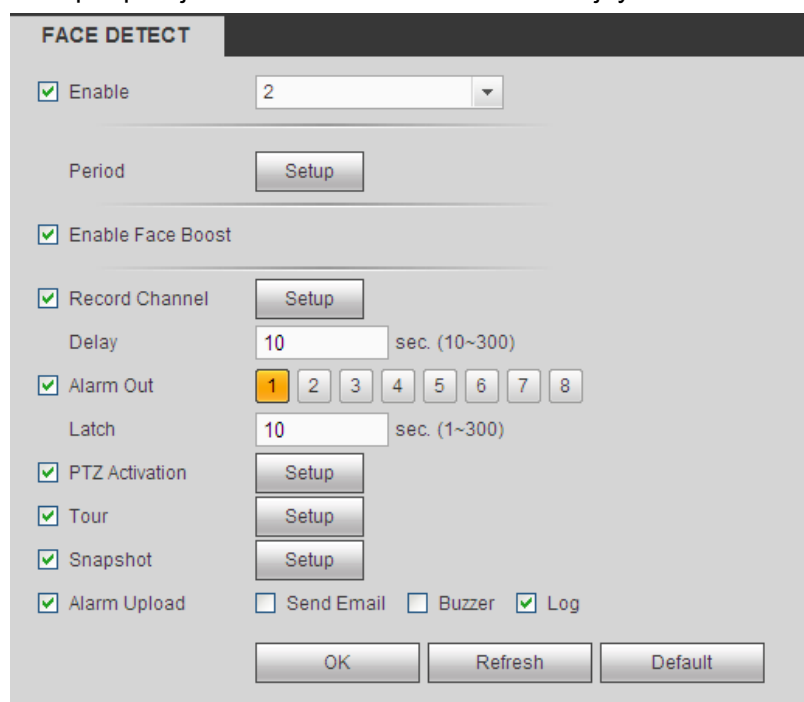 FACE DETECT
Enable 2
Period Setup
Enable Face Boost
Record Channel Setup
Delay 10 sec. (10~300)
Alarm Out 1 2 3 4 5 6 7 8
Latch 10 sec. (1~300)
PTZ Activation Setup
Tour Setup
Snapshot Setup
Alarm Upload Send Email Buzzer Log
OK Refresh Default